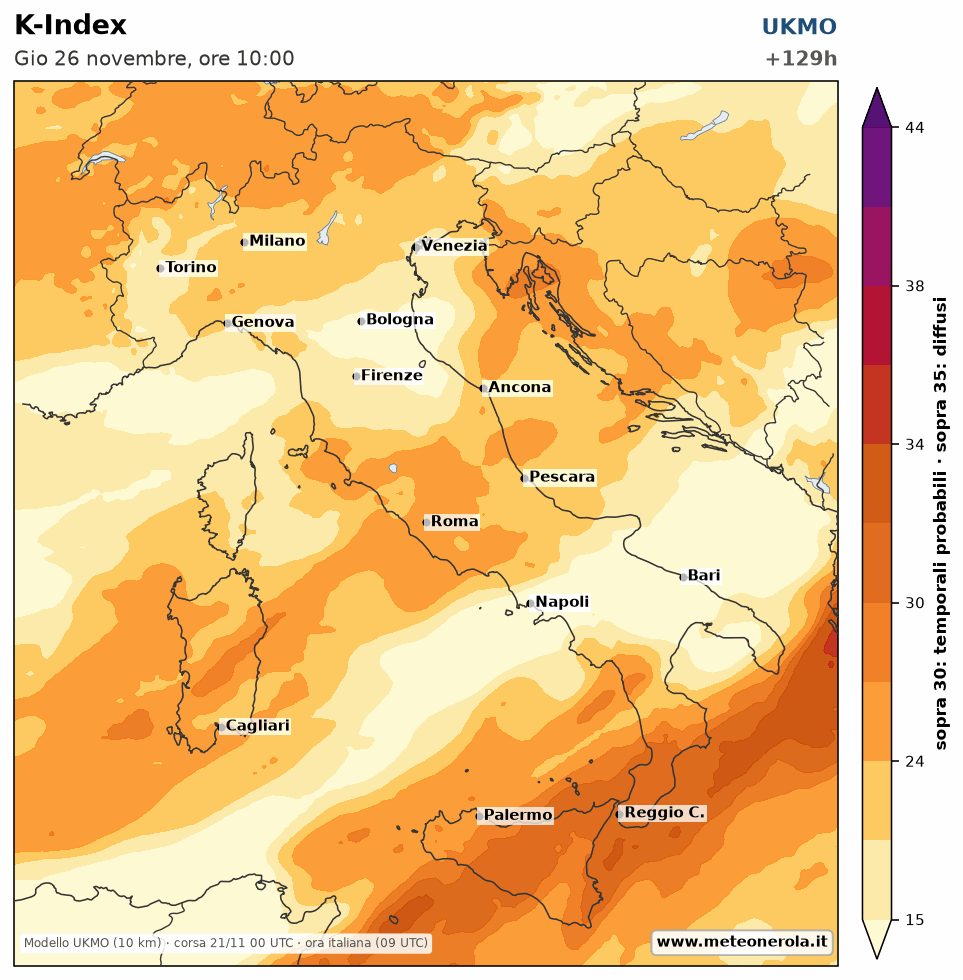 K-Index
UKMO
Gio 26 novembre, ore 10:00
+129h
44
38
34
30
24
15
sopra 30: temporali probabili · sopra 35: diffusi
Milano
Venezia
Torino
Genova
Bologna
Firenze
Ancona
Pescara
Roma
Bari
Napoli
Cagliari
Palermo
Reggio C.
Modello UKMO (10 km) · corsa 21/11 00 UTC · ora italiana (09 UTC)
www.meteonerola.it